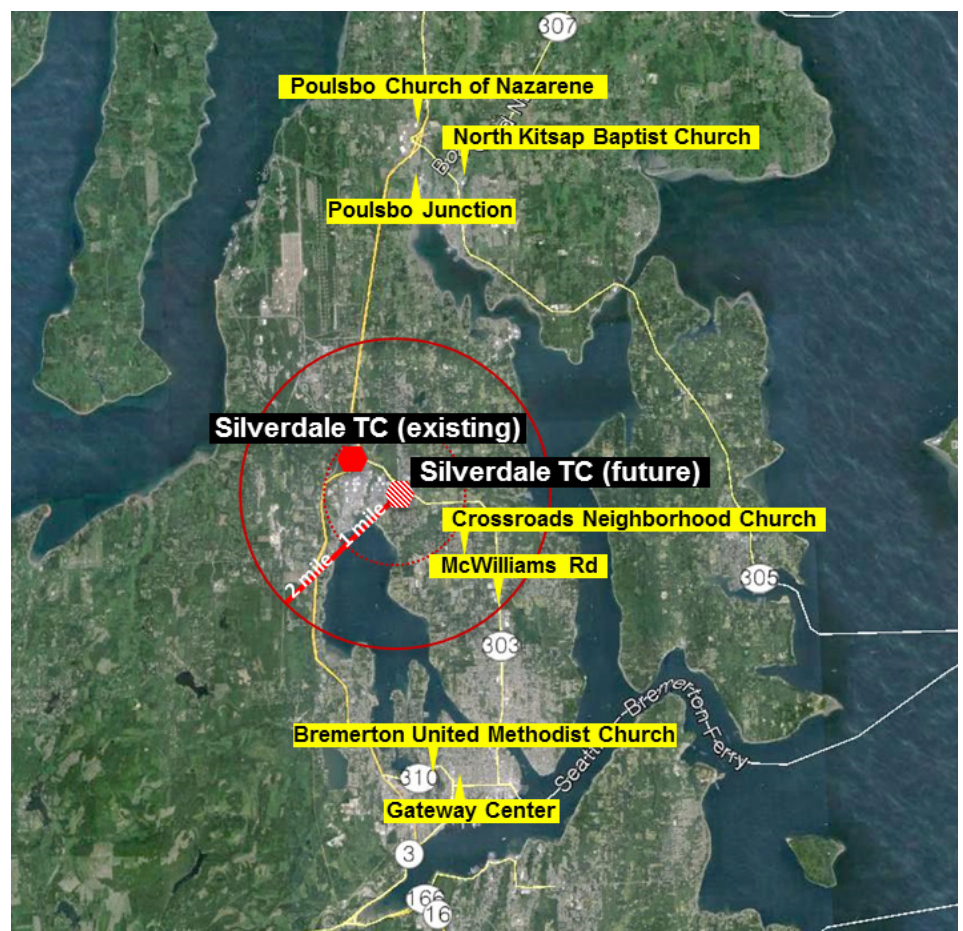 307
Poulsbo Church of Nazarene
North Kitsap Baptist Church
Poulsbo Junction
Silverdale TC (existing)
Silverdale TC (future)
1 mile
2 mile
Crossroads Neighborhood Church
McWilliams Rd
305
303
Seattle
Bremerton Ferry
Bremerton United Methodist Church
310
Gateway Center
3
166
16